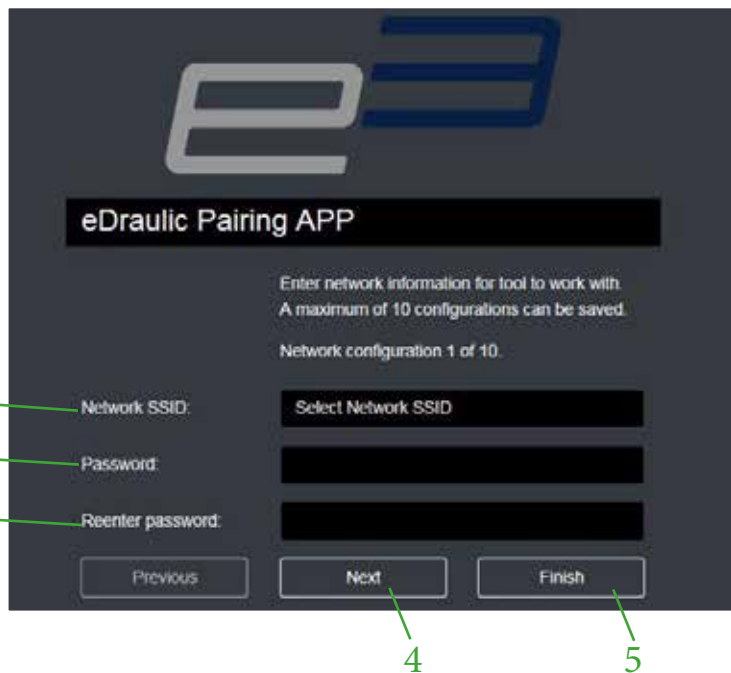 e3
eDraulic Pairing APP
Enter network information for tool to work with.
A maximum of 10 configurations can be saved.
Network configuration 1 of 10.
Network SSID: Select Network SSID
Password:
Reenter password:
Previous Next Finish
4 5